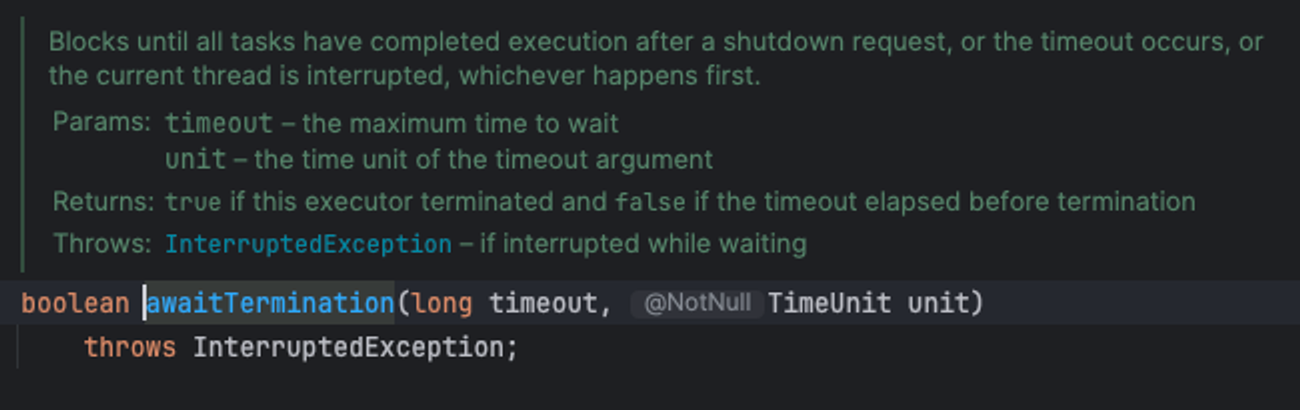 Blocks until all tasks have completed execution after a shutdown request, or the timeout occurs, or
the current thread is interrupted, whichever happens first.
Params: timeout – the maximum time to wait
unit – the time unit of the timeout argument
Returns: true if this executor terminated and false if the timeout elapsed before termination
Throws: InterruptedException – if interrupted while waiting
boolean awaitTermination(long timeout, @NotNull TimeUnit unit)
throws InterruptedException;